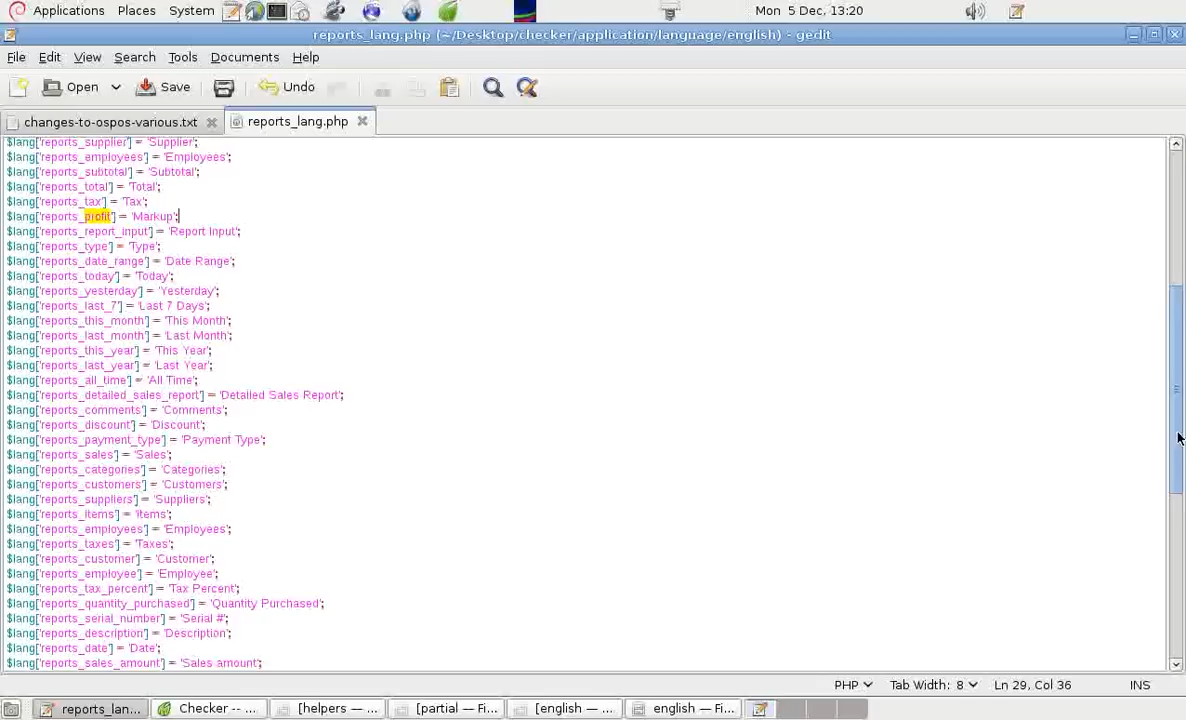 Applications Places System Mon 5 Dec, 13:20
reports_lang.php (~/Desktop/checker/application/language/english) - gedit
File Edit View Search Tools Documents Help
Open Save Undo
changes-to-ospos-various.txt reports_lang.php
$lang['reports_supplier'] = 'Supplier';
$lang['reports_employees'] = 'Employees';
$lang['reports_subtotal'] = 'Subtotal';
$lang['reports_total'] = 'Total';
$lang['reports_tax'] = 'Tax';
$lang['reports_profit'] = 'Markup';
$lang['reports_report_input'] = 'Report Input';
$lang['reports_type'] = 'Type';
$lang['reports_date_range'] = 'Date Range';
$lang['reports_today'] = 'Today';
$lang['reports_yesterday'] = 'Yesterday';
$lang['reports_last_7'] = 'Last 7 Days';
$lang['reports_this_month'] = 'This Month';
$lang['reports_last_month'] = 'Last Month';
$lang['reports_this_year'] = 'This Year';
$lang['reports_last_year'] = 'Last Year';
$lang['reports_all_time'] = 'All Time';
$lang['reports_detailed_sales_report'] = 'Detailed Sales Report';
$lang['reports_comments'] = 'Comments';
$lang['reports_discount'] = 'Discount';
$lang['reports_payment_type'] = 'Payment Type';
$lang['reports_sales'] = 'Sales';
$lang['reports_categories'] = 'Categories';
$lang['reports_customers'] = 'Customers';
$lang['reports_suppliers'] = 'Suppliers';
$lang['reports_items'] = 'Items';
$lang['reports_employees'] = 'Employees';
$lang['reports_taxes'] = 'Taxes';
$lang['reports_customer'] = 'Customer';
$lang['reports_employee'] = 'Employee';
$lang['reports_tax_percent'] = 'Tax Percent';
$lang['reports_quantity_purchased'] = 'Quantity Purchased';
$lang['reports_serial_number'] = 'Serial #';
$lang['reports_description'] = 'Description';
$lang['reports_date'] = 'Date';
$lang['reports_sales_amount'] = 'Sales amount';
PHP Tab Width: 8 Ln 29, Col 36 INS
reports_lan... Checker -- ... [helpers — ... [partial — Fi... [english — ... english — Fi...